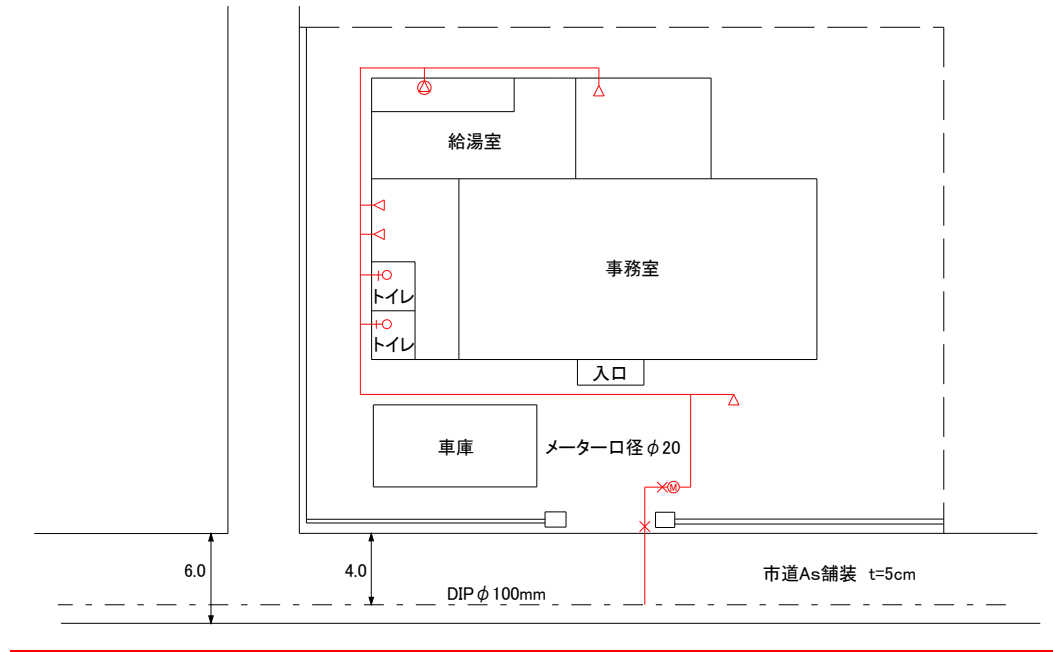 給湯室
事務室
トイレ
トイレ
入口
車庫
メーター口径φ20
M
6.0
4.0
市道As舗装 t=5cm
DIPφ100mm